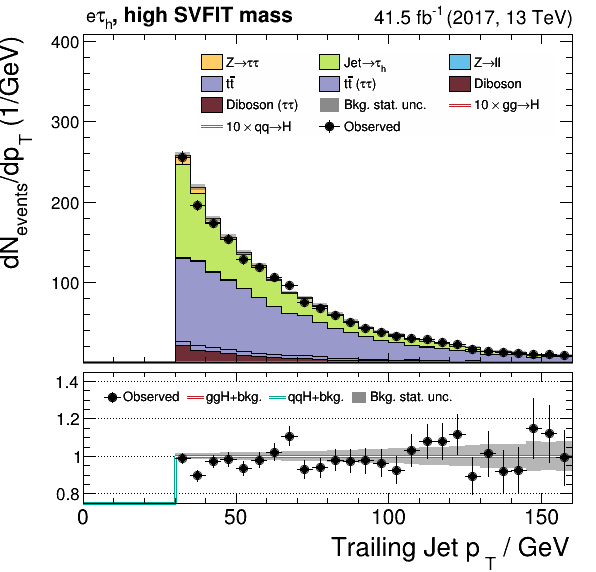 eτh, high SVFIT mass 41.5 fb⁻¹ (2017, 13 TeV)
dN_events/dp_T (1/GeV)
400
300
200
100
Z→ττ Jet→τh Z→ll
tt̄ tt̄ (ττ) Diboson
Diboson (ττ) Bkg. stat. unc. 10 × gg→H
10 × qq→H Observed
1.4
1.2
1
0.8
Observed ggH+bkg. qqH+bkg. Bkg. stat. unc.
0 50 100 150
Trailing Jet p_T / GeV